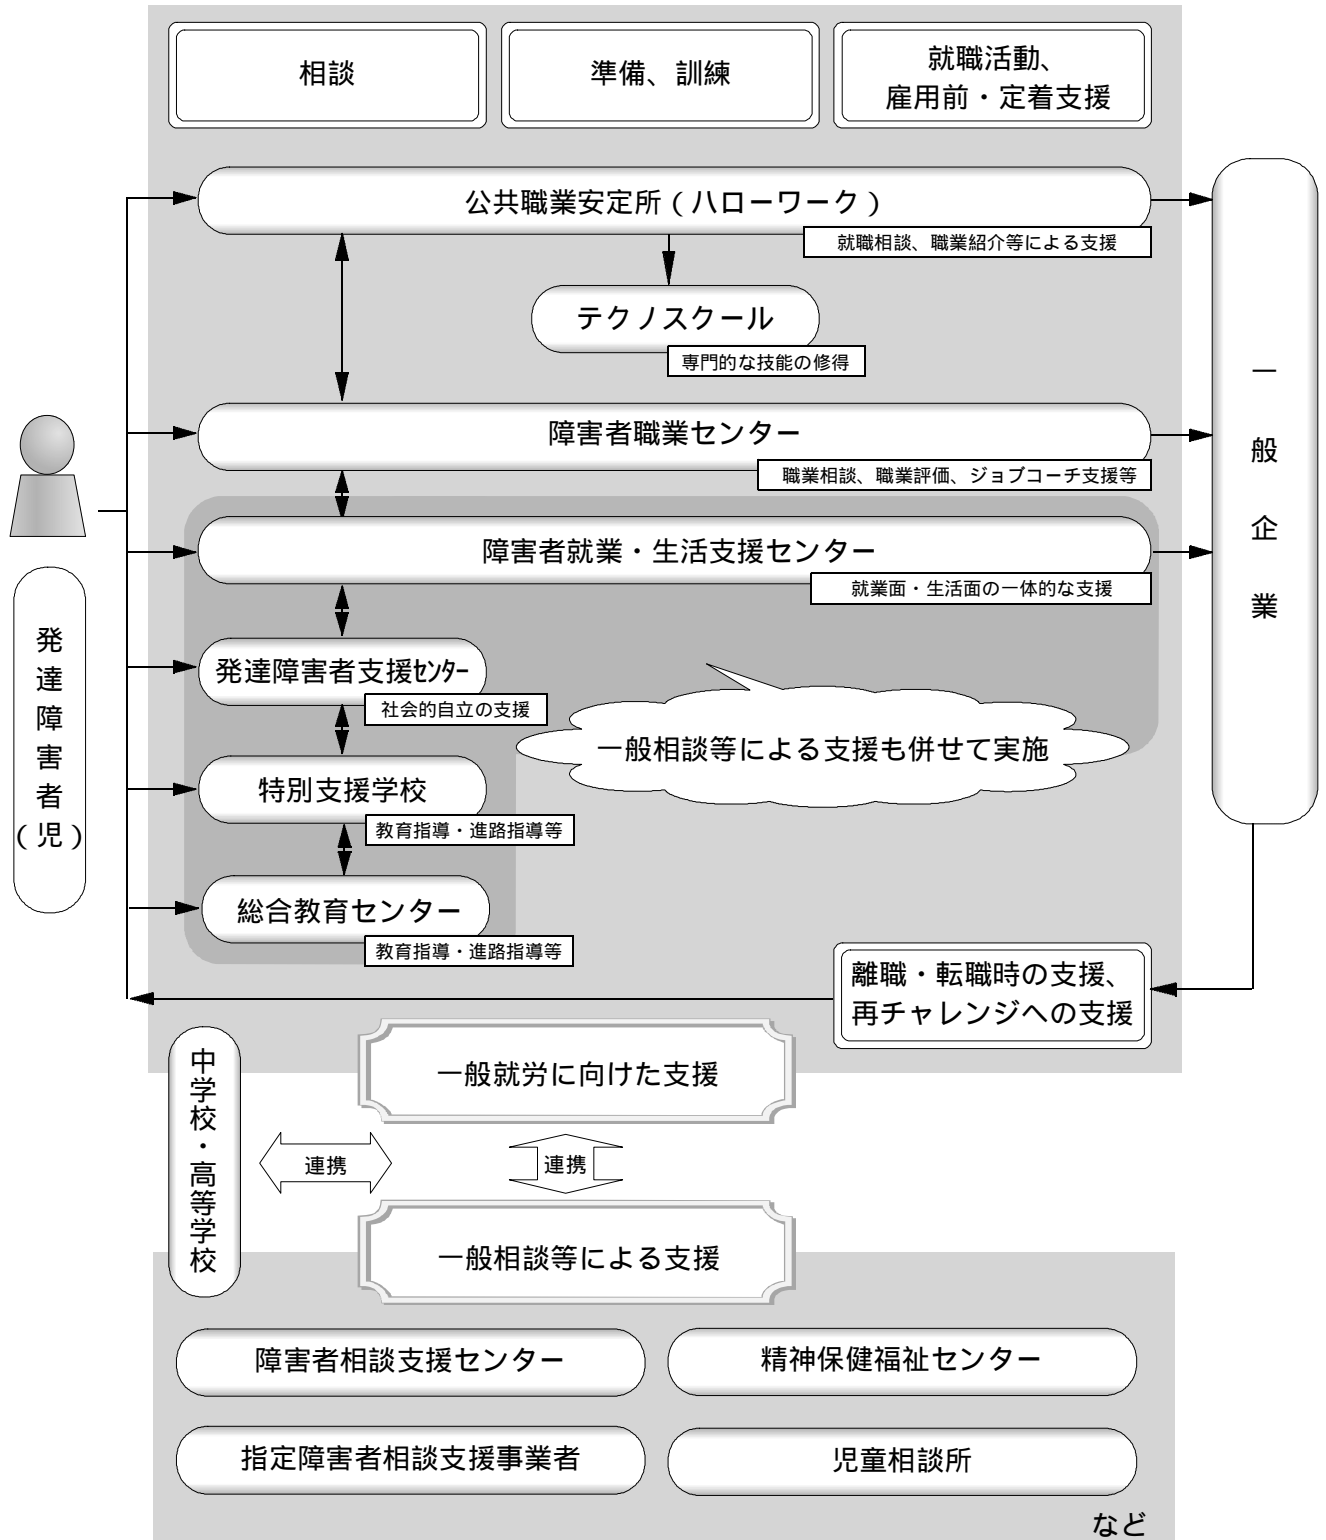 相談
準備、訓練
就職活動、
雇用前・定着支援
公共職業安定所(ハローワーク)
就職相談、職業紹介等による支援
テクノスクール
専門的な技能の修得
障害者職業センター
職業相談、職業評価、ジョブコーチ支援等
障害者就業・生活支援センター
就業面・生活面の一体的な支援
発達障害者支援センター
社会的自立の支援
一般相談等による支援も併せて実施
特別支援学校
教育指導・進路指導等
総合教育センター
教育指導・進路指導等
発達障害者(児)
一般企業
離職・転職時の支援、
再チャレンジへの支援
中学校・高等学校
一般就労に向けた支援
連携
連携
一般相談等による支援
障害者相談支援センター
精神保健福祉センター
指定障害者相談支援事業者
児童相談所
など